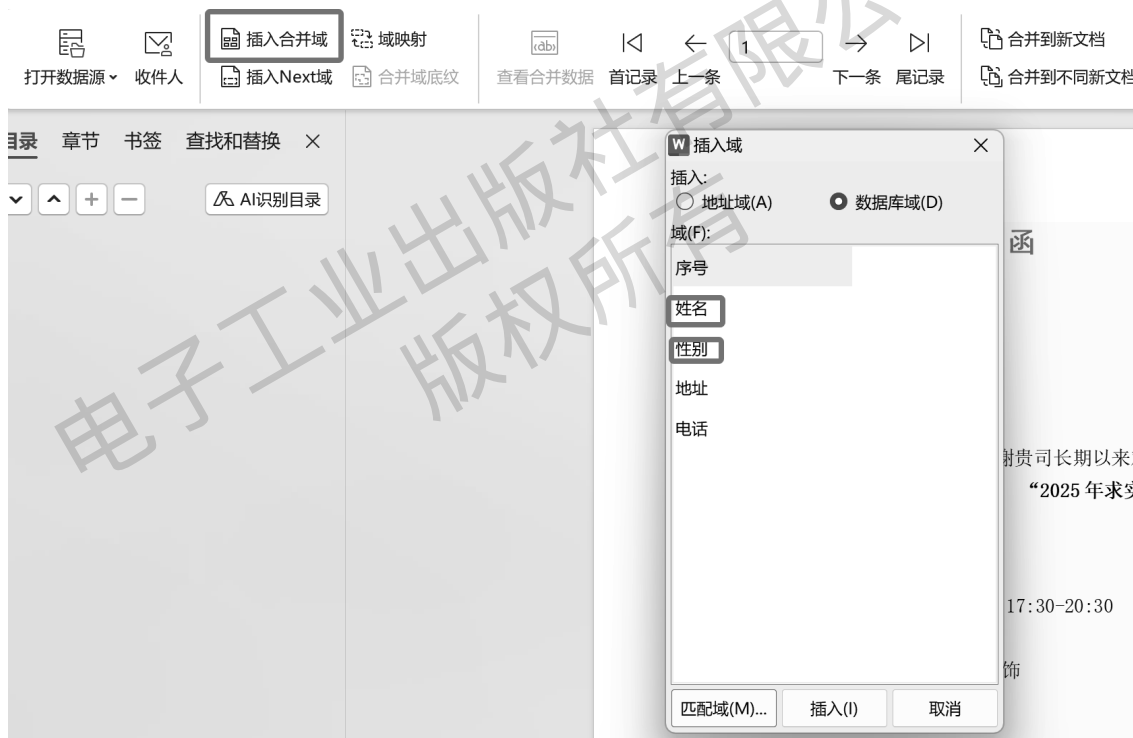 插入合并域 域映射
打开数据源 收件人 插入Next域 合并域底纹 查看合并数据 首记录 上一条 1 下一条 尾记录 合并到新文档
合并到不同新文档
目录 章节 书签 查找和替换
AI识别目录
W 插入域
插入:
地址域(A) 数据库域(D)
域(F):
序号
姓名
性别
地址
电话
匹配域(M)... 插入(I) 取消
函
谢贵司长期以来
“2025 年求实
17:30-20:30
饰
电子工业出版社有限公
版权所有